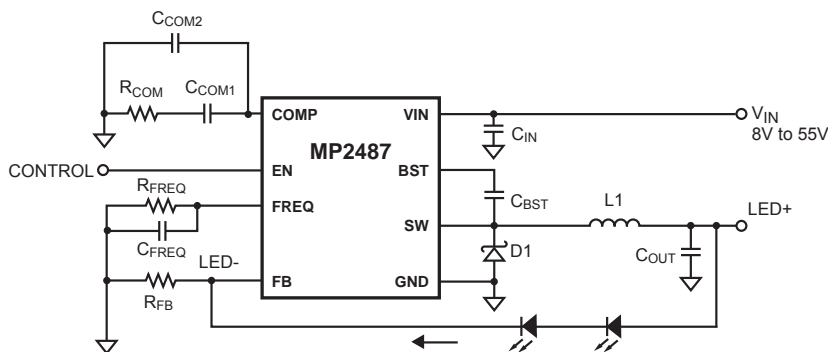 CCOM2
RCOM
CCOM1
COMP
VIN
VIN
8V to 55V
CIN
MP2487
CONTROL
EN
BST
RFREQ
FREQ
CBST
L1
LED+
SW
CFREQ
LED-
D1
COUT
RFB
FB
GND